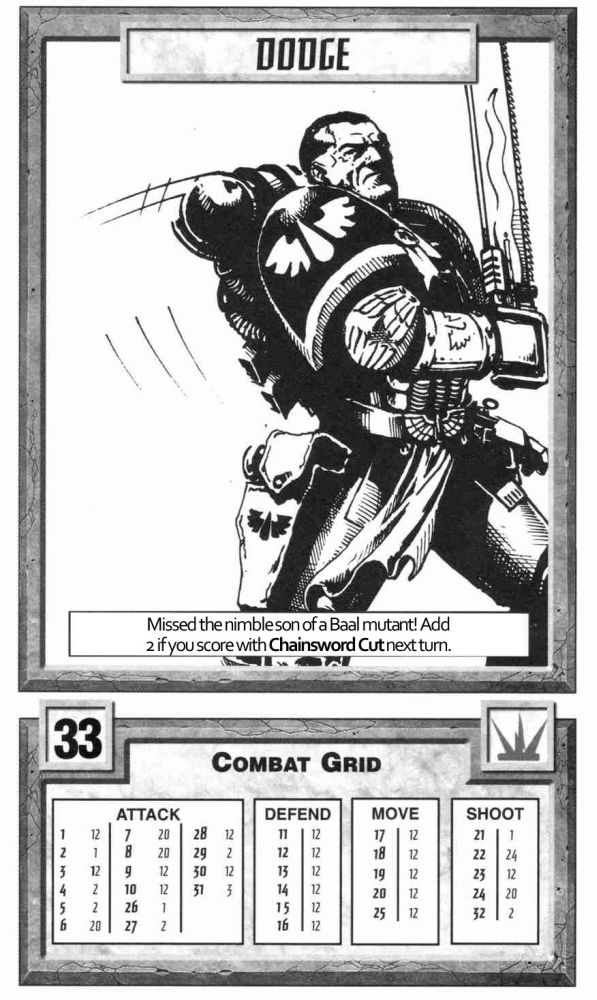 DODGE
Missed the nimble son of a Baal mutant! Add
2 if you score with Chainsword Cut next turn.
33
COMBAT GRID
ATTACK
1 12 7 20 28 12
2 1 8 20 29 2
3 12 9 12 30 12
4 2 10 12 31 3
5 2 26 1
6 20 27 2
DEFEND
11 12
12 12
13 12
14 12
15 12
16 12
MOVE
17 12
18 12
19 12
20 12
25 12
SHOOT
21 1
22 24
23 12
24 20
32 2